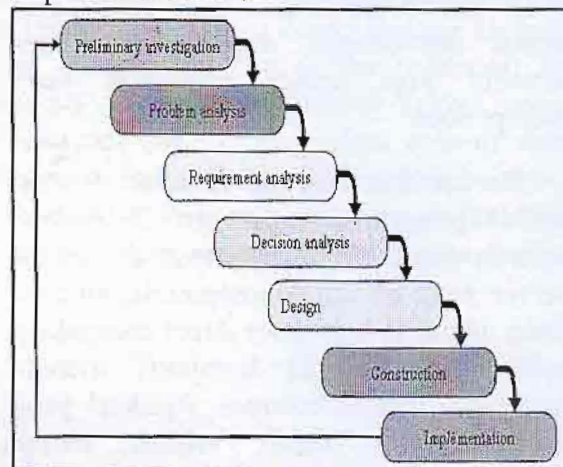 Preliminary investigation
Problem analysis
Requirement analysis
Decision analysis
Design
Construction
Implementation